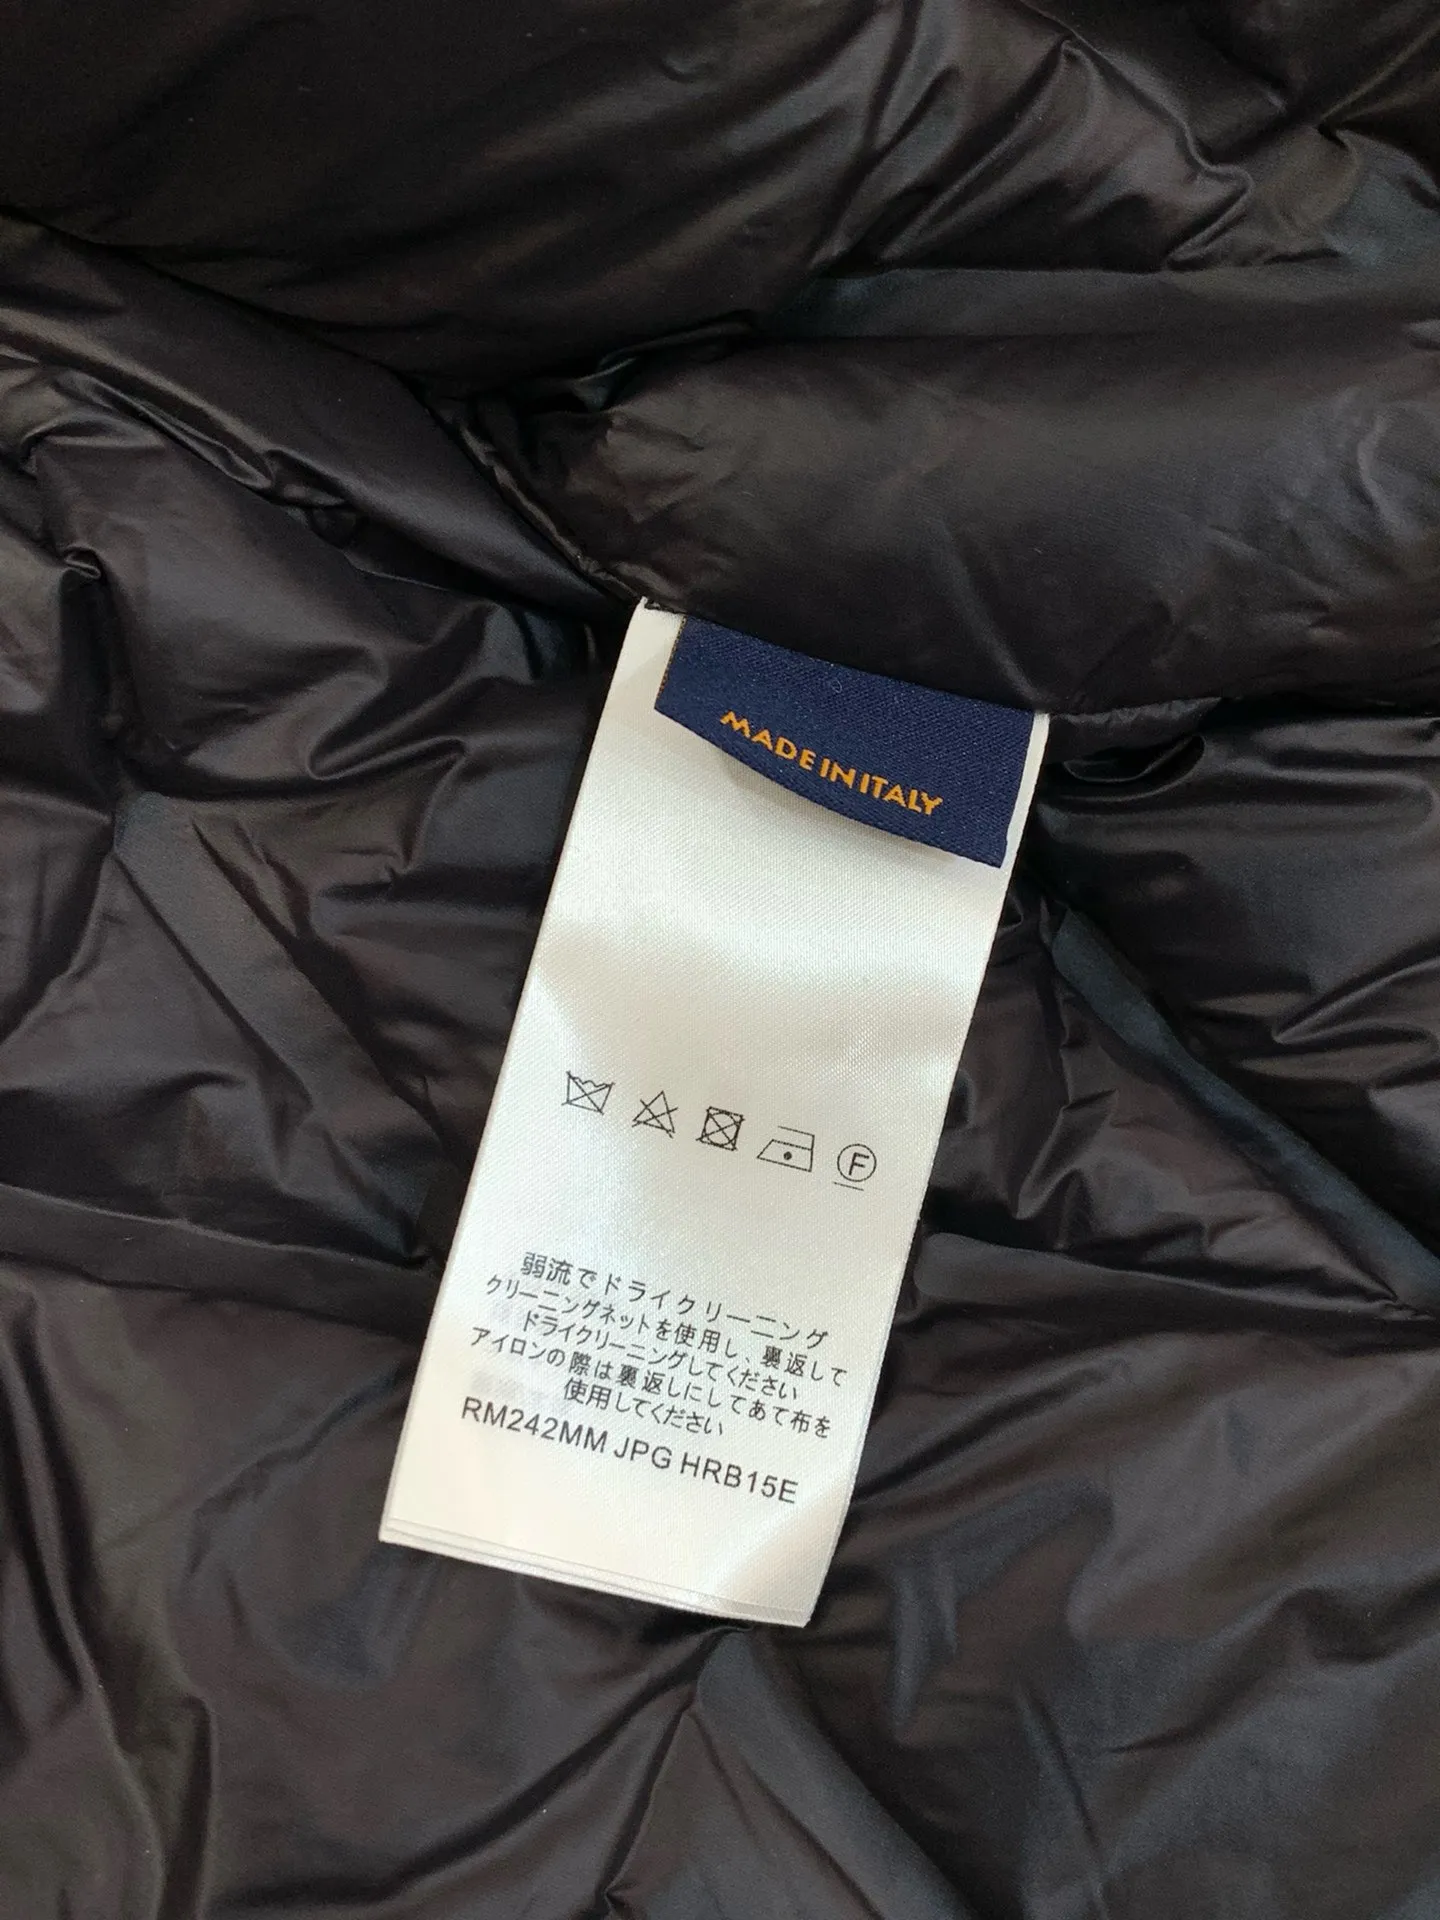 MADE IN ITALY
F
弱流でドライクリーニング
クリーニングネットを使用し、裏返して
ドライクリーニングしてください
アイロンの際は裏返しにしてあて布を
使用してください
RM242MM JPG HRB15E